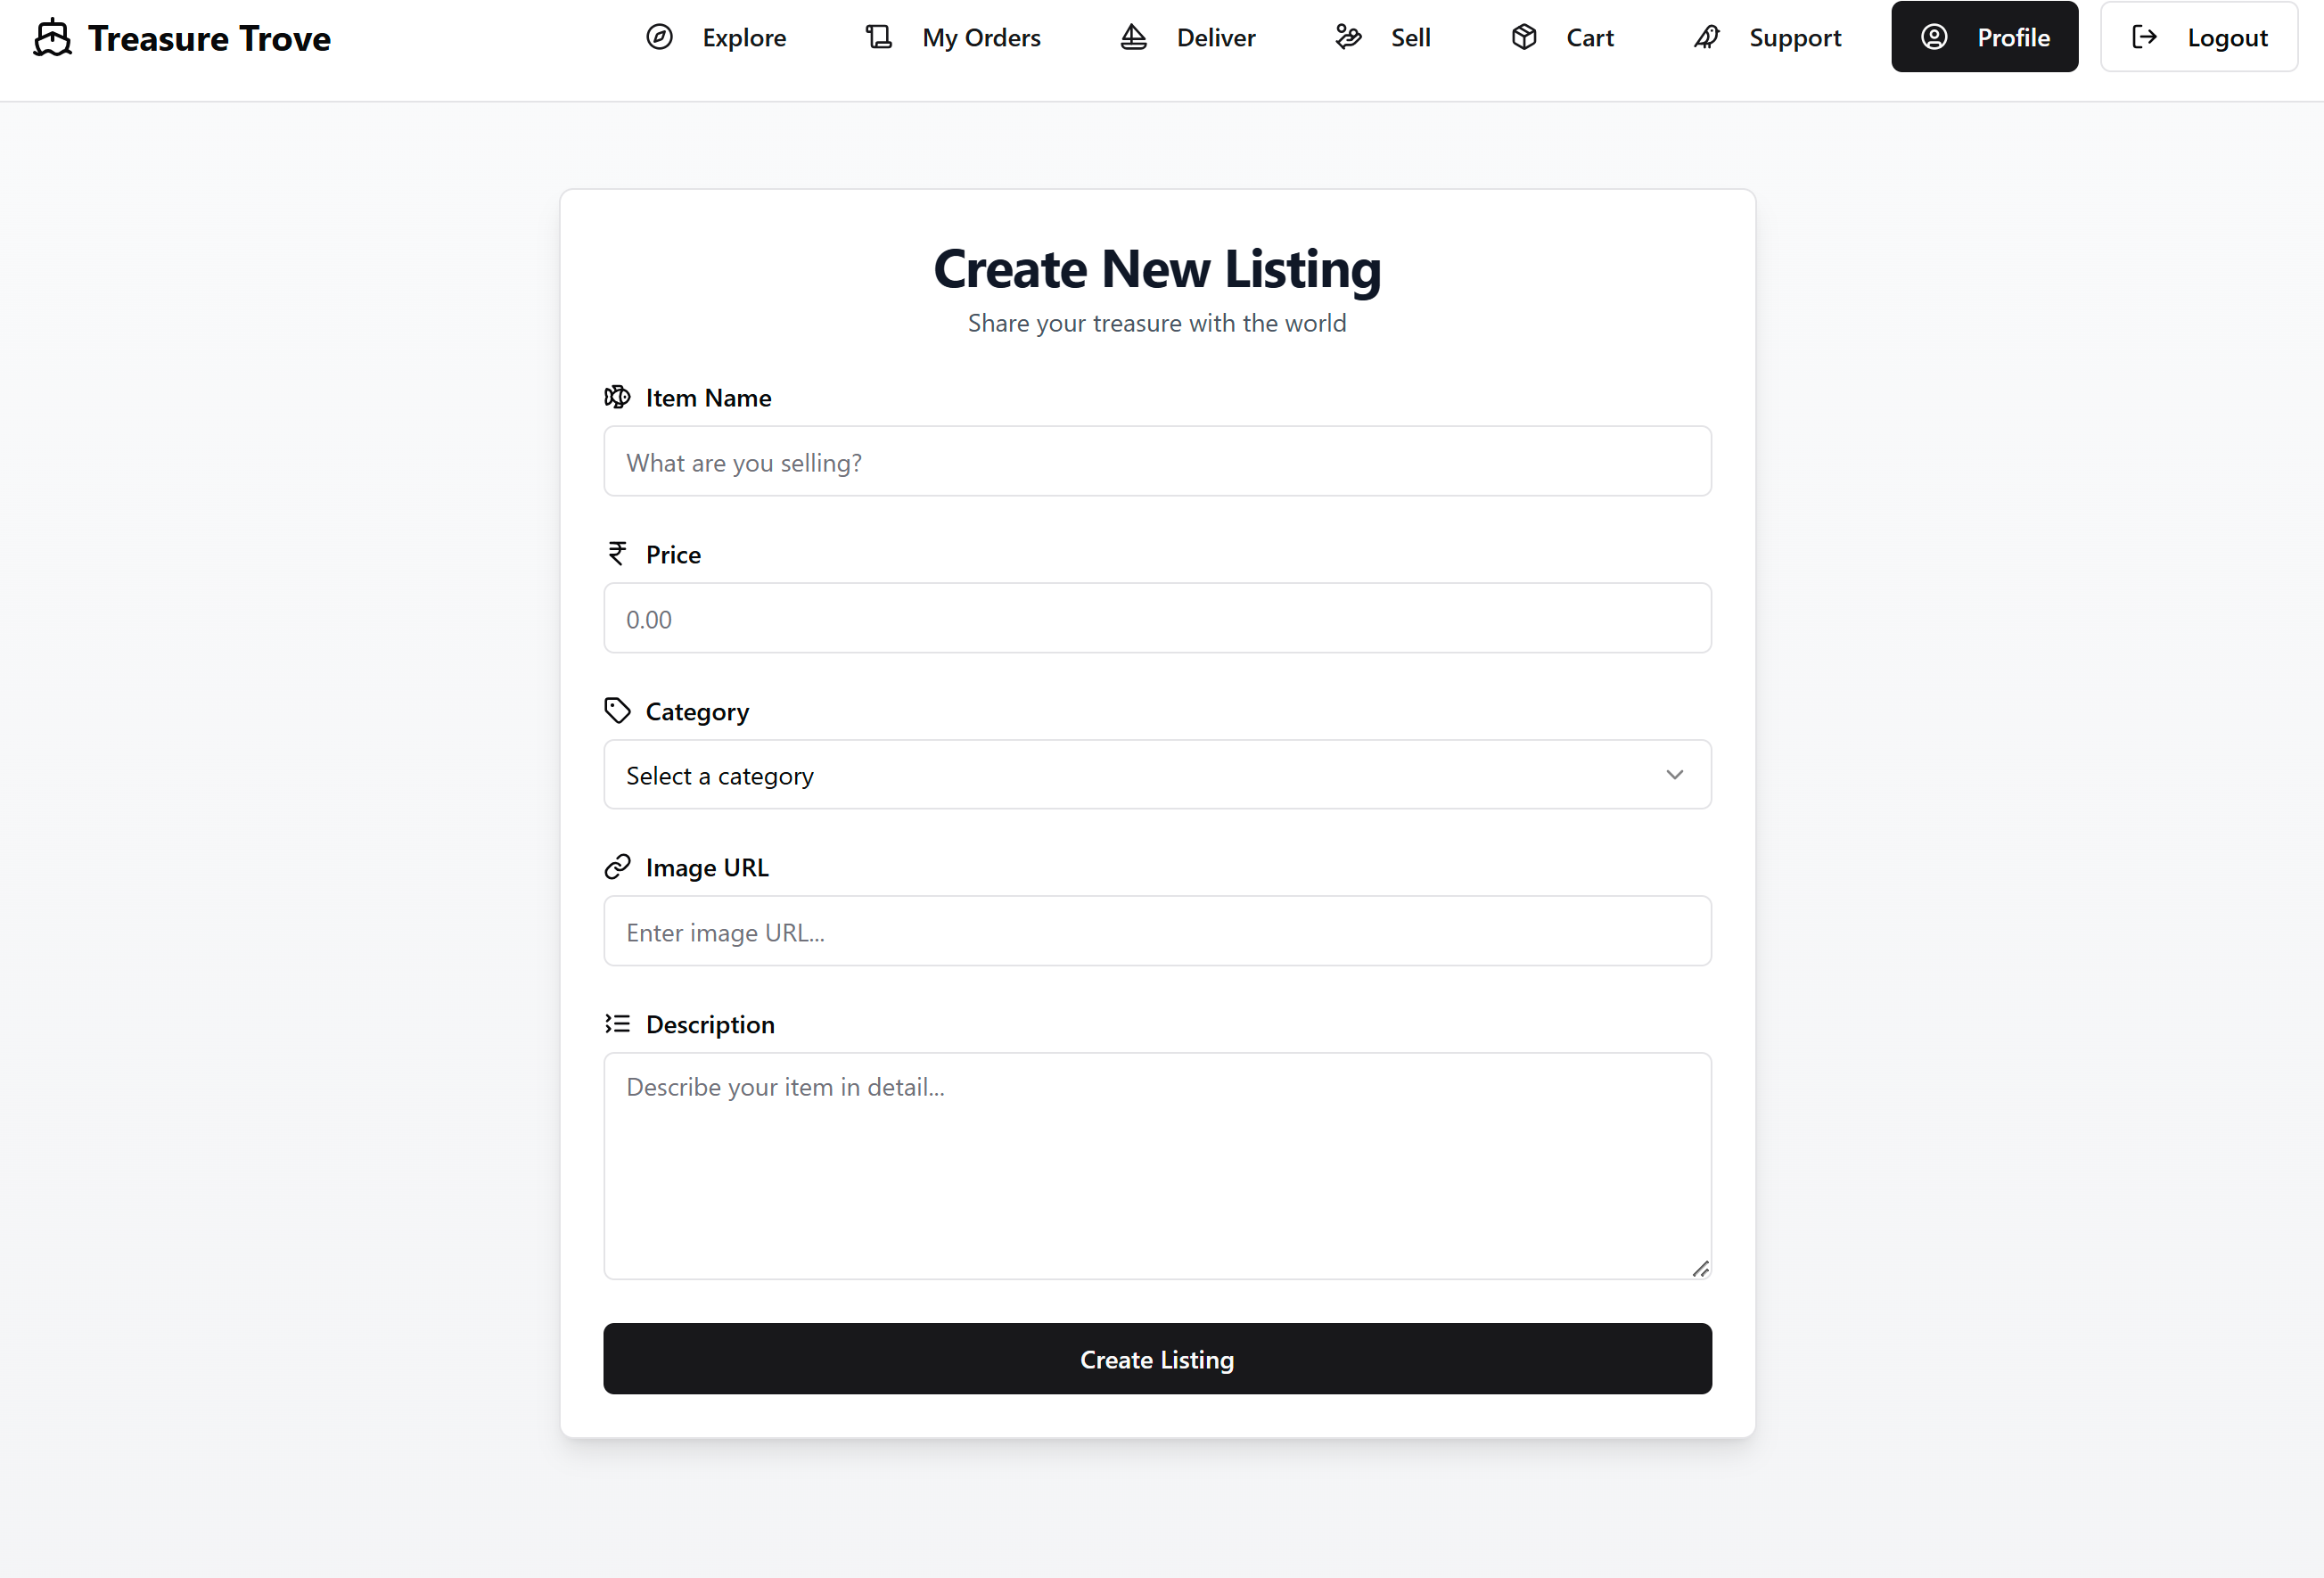 Treasure Trove Explore My Orders Deliver Sell Cart Support Profile Logout
Create New Listing
Share your treasure with the world
Item Name
What are you selling?
₹ Price
0.00
Category
Select a category
Image URL
Enter image URL...
Description
Describe your item in detail...
Create Listing